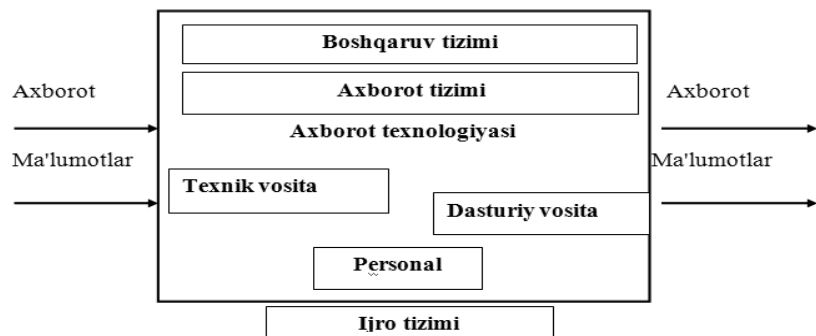 Boshqaruv tizimi
Axborot
Axborot tizimi
Axborot
Axborot texnologiyasi
Ma'lumotlar
Ma'lumotlar
Texnik vosita
Dasturiy vosita
Personal
Ijro tizimi